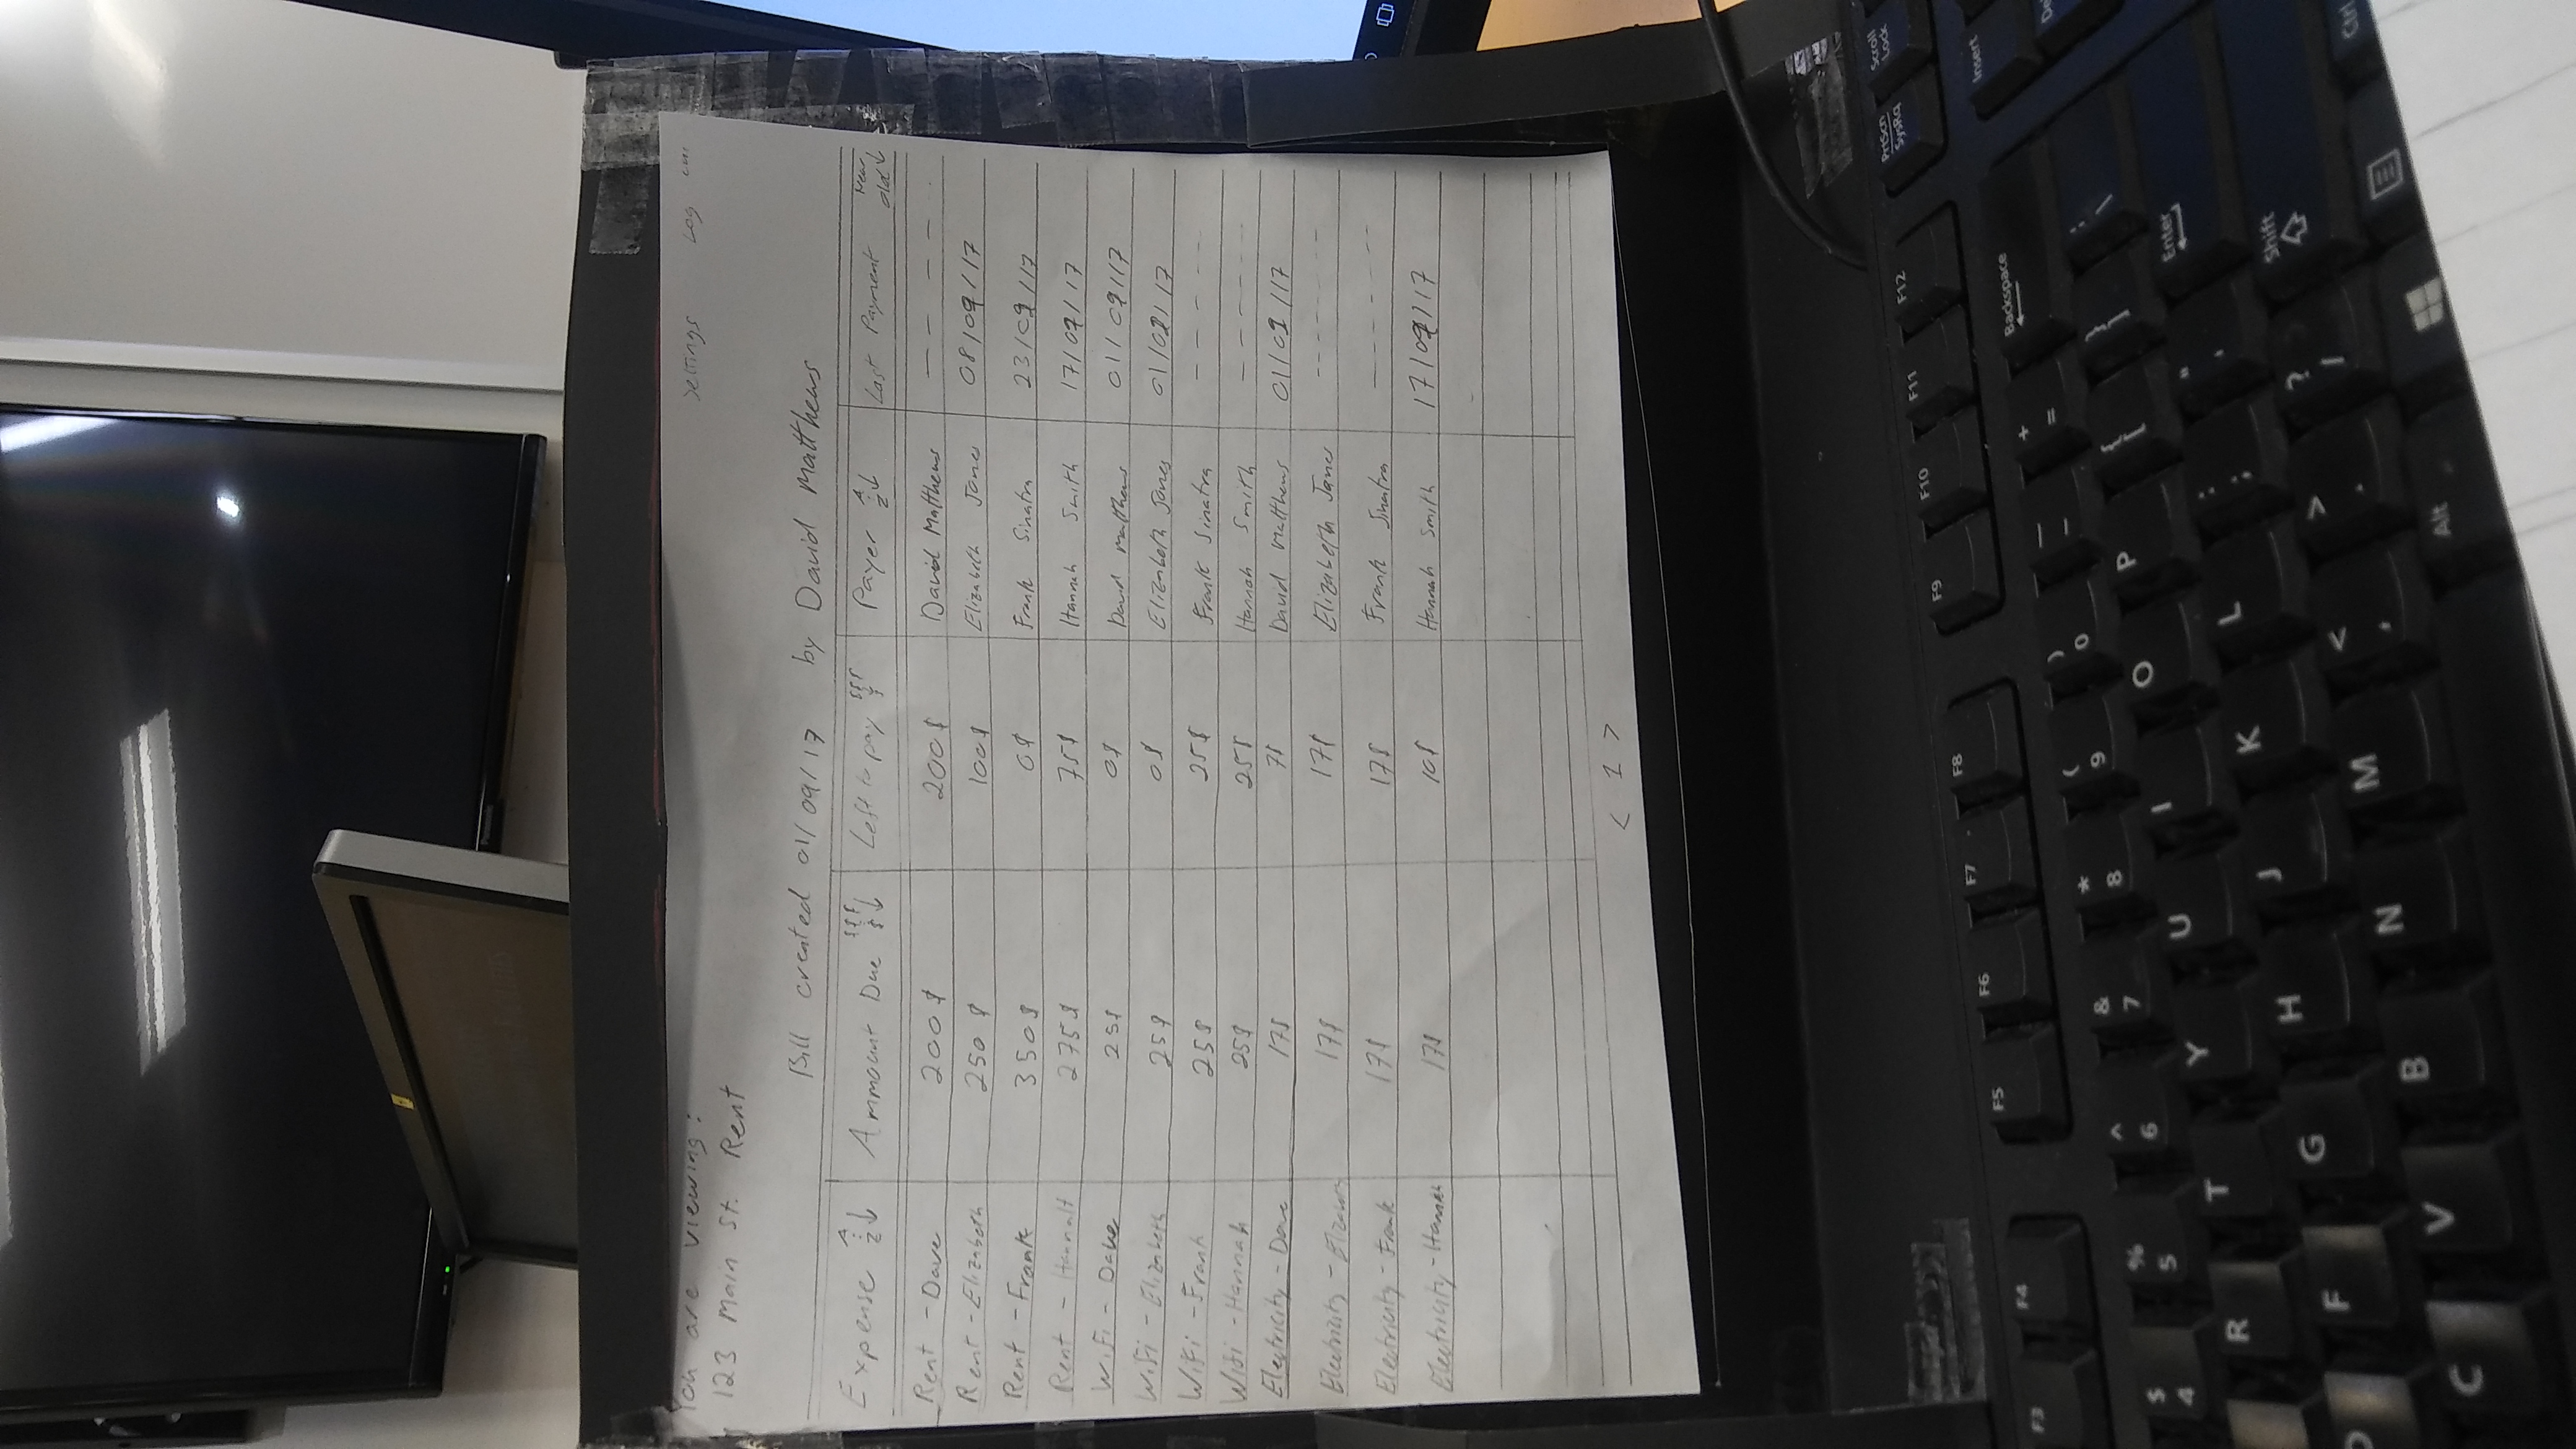 You are viewing:
123 Main St. Rent
Settings Log
Bill created 01/09/17 by David Matthews
Expense A Z Ammount Due $$$ $ Left to pay $$$ $ Payer A Z Last Payment New old
Rent - Dave 200$ 200$ David Matthews - - - - -
Rent - Elizabeth 250$ 100$ Elizabeth Jones 08/09/17
Rent - Frank 350$ 0$ Frank Sinatra 23/09/17
Rent - Hannah 275$ 75$ Hannah Smith 17/09/17
WiFi - Dave 25$ 0$ David Matthews 01/09/17
WiFi - Elizabeth 25$ 0$ Elizabeth Jones 01/09/17
WiFi - Frank 25$ 25$ Frank Sinatra - - - - -
Wifi - Hannah 25$ 25$ Hannah Smith - - - - -
Electricity - Dave 17$ 7$ David Matthews 01/09/17
Electricity - Elizabeth 17$ 17$ Elizabeth Jones - - - - - -
Electricity - Frank 17$ 17$ Frank Sinatra - - - - - -
Electricity - Hannah 17$ 10$ Hannah Smith 17/09/17
< 1 >
Panasonic
PrtScn SysRq Scroll Lock
F3 F4 F5 F6 F7 F8 F9 F10 F11 F12 Insert
$ 4 % 5 ^ 6 & 7 * 8 ( 9 ) 0 _ - + = Backspace
R T Y U I O P { [ } ] | \
F G H J K L : ; " ' Enter
C V B N M < , > . ? / Shift
Alt Ctrl